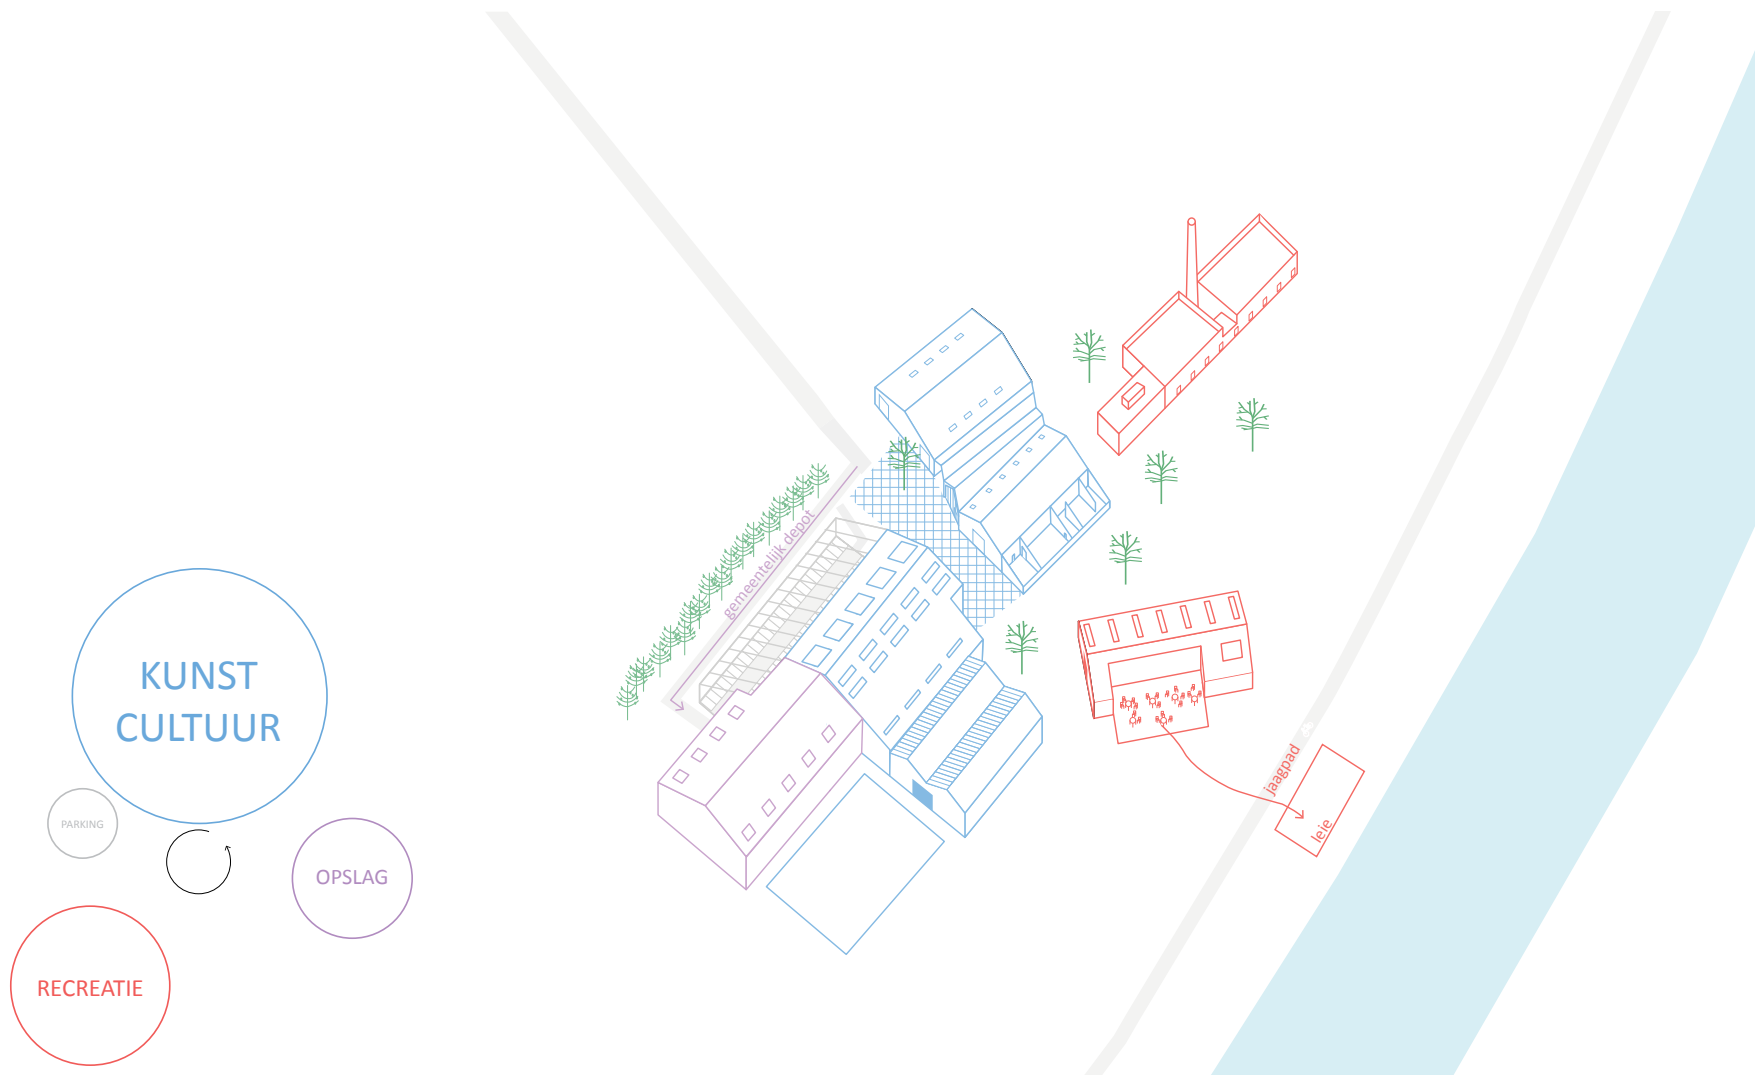 gemeentelijk depot
KUNST
CULTUUR
PARKING
OPSLAG
RECREATIE
jaagpad
leie